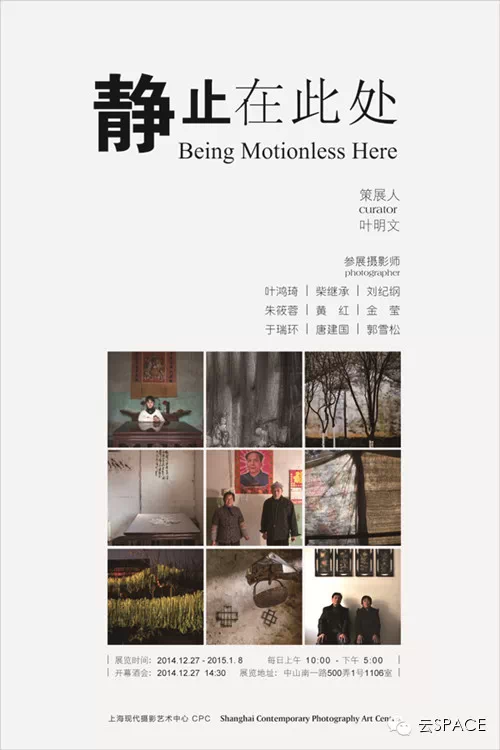 静止在此处
Being Motionless Here
策展人
curator
叶明文
参展摄影师
photographer
叶鸿琦 | 柴继承 | 刘纪纲
朱筱蓉 | 黄 红 | 金 莹
于瑞环 | 唐建国 | 郭雪松
展览时间: 2014.12.27 - 2015.1. 8 每日上午 10:00 - 下午 5:00
开幕酒会: 2014.12.27 14:30 展览地址: 中山南一路500弄1号1106室
上海现代摄影艺术中心 CPC Shanghai Contemporary Photography Art Cent
云SPACE